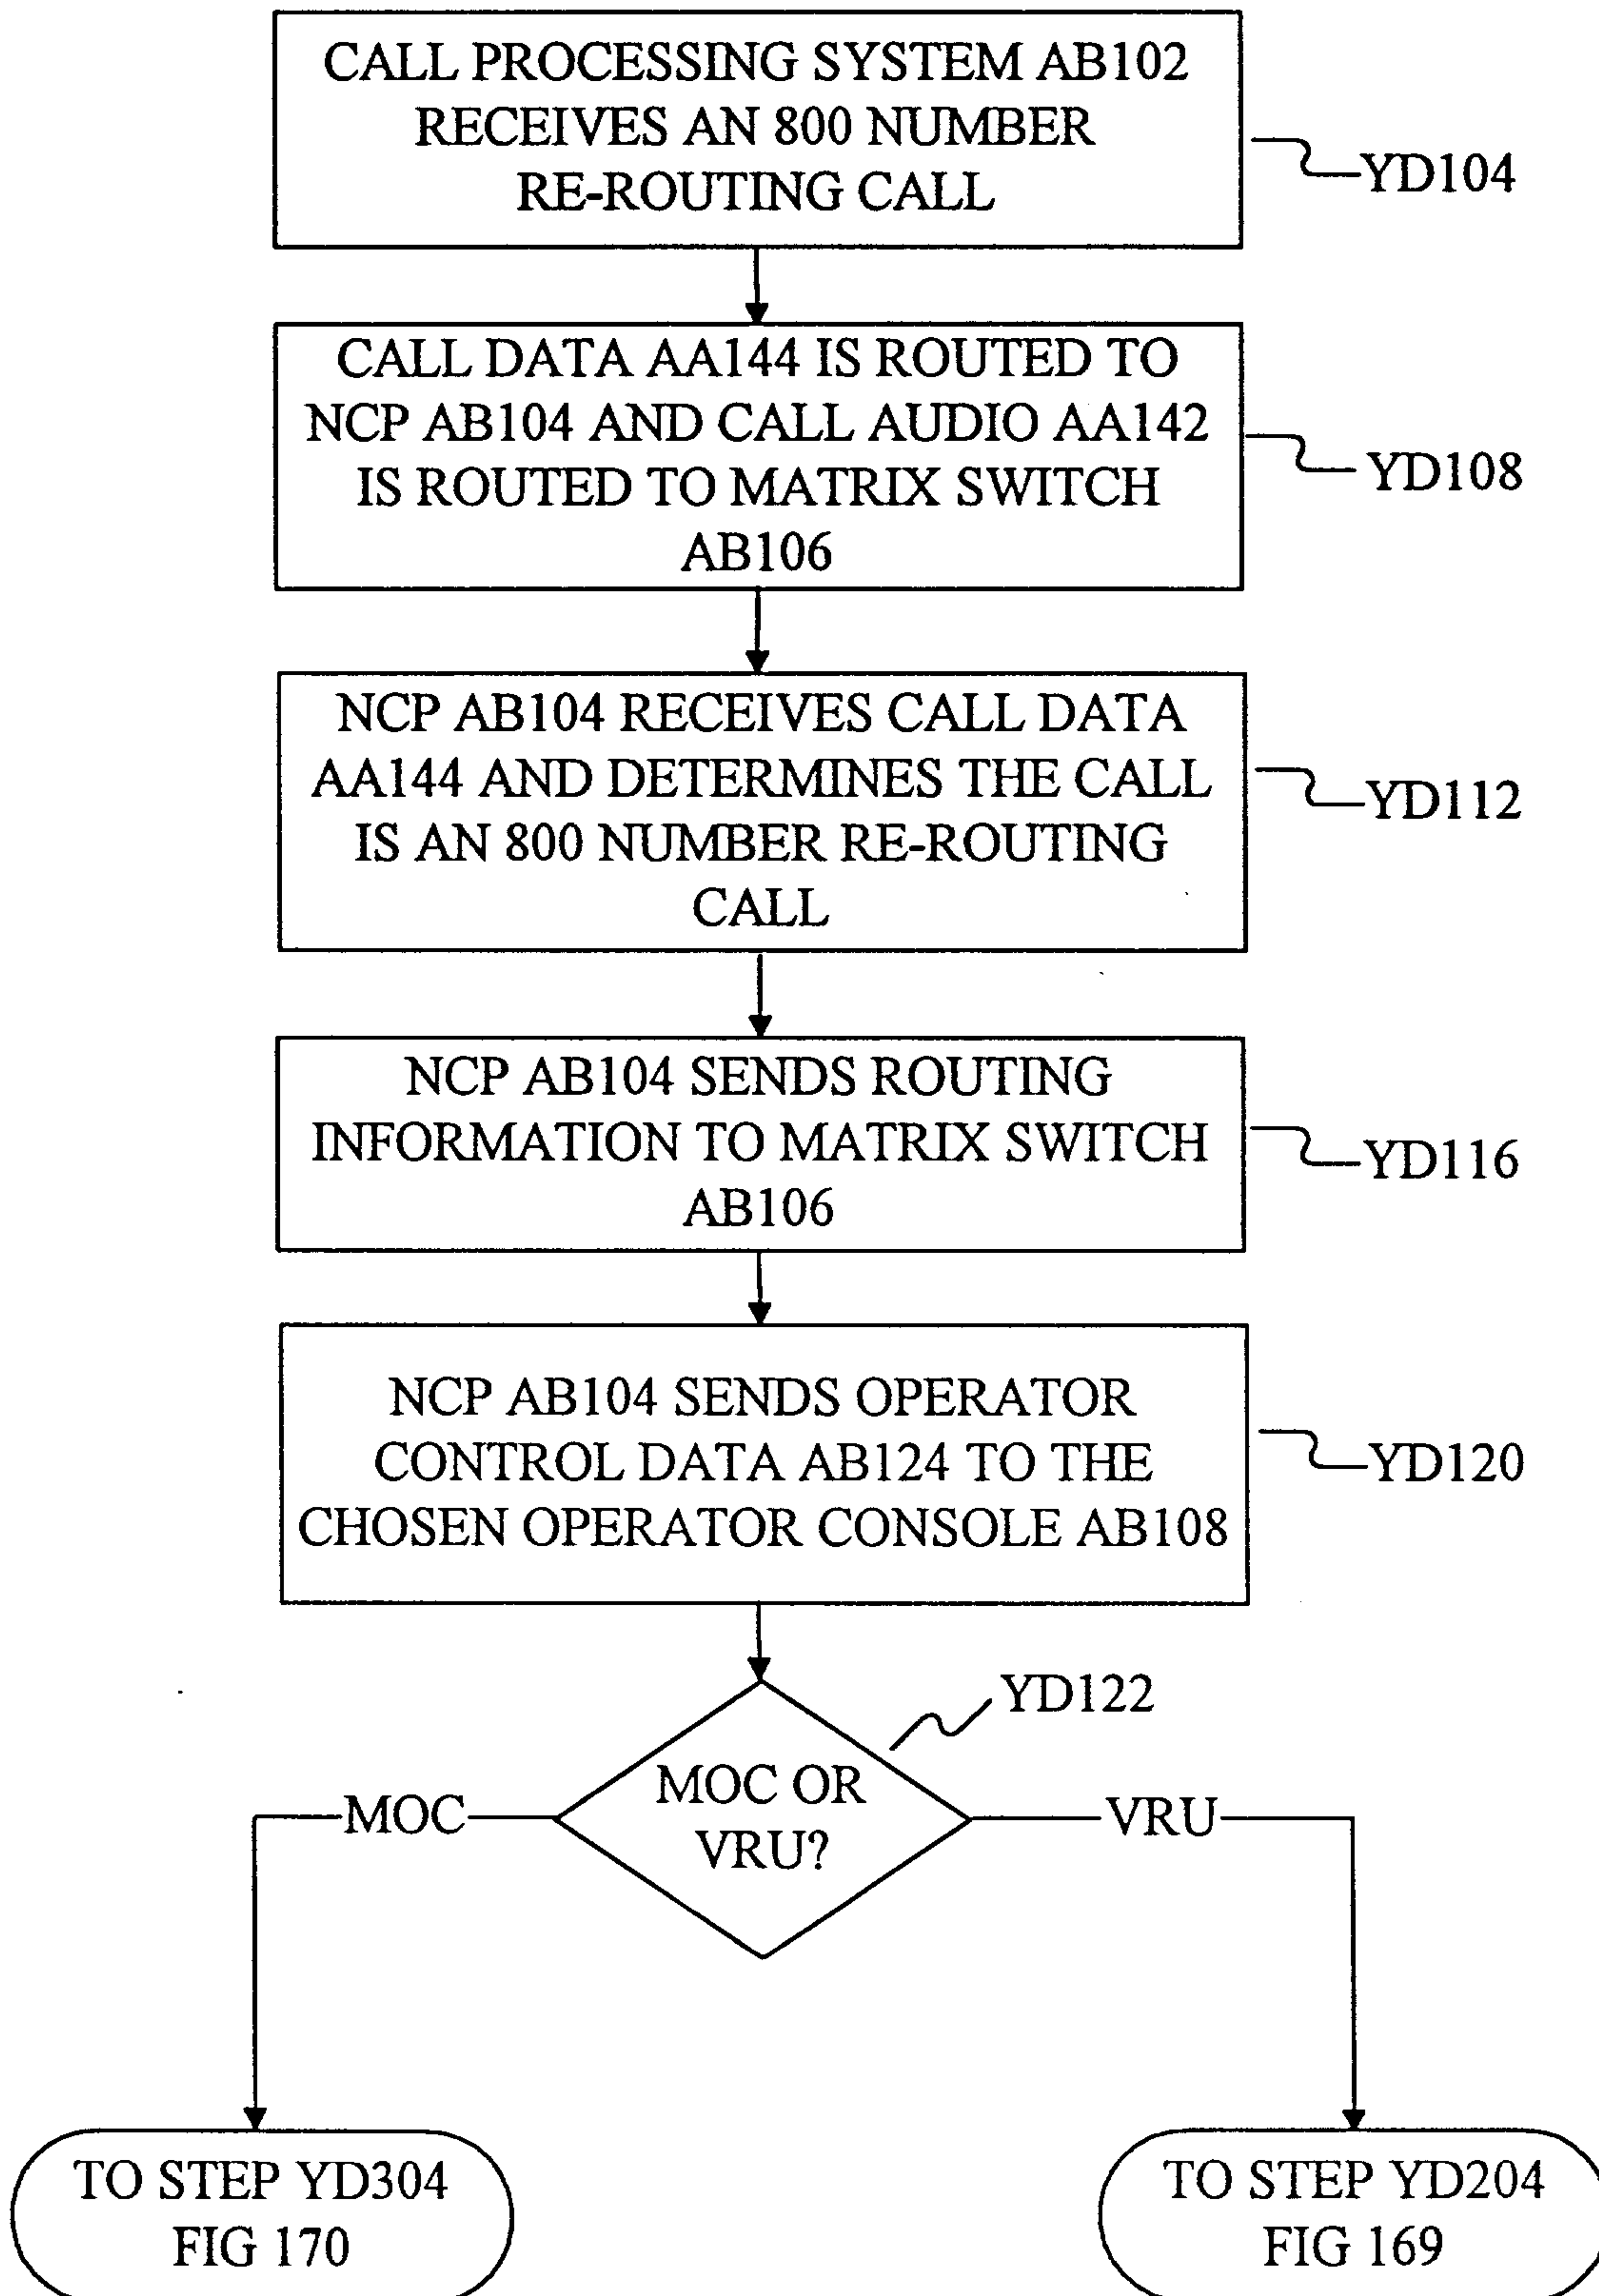 CALL PROCESSING SYSTEM AB102
RECEIVES AN 800 NUMBER
RE-ROUTING CALL
YD104
CALL DATA AA144 IS ROUTED TO
NCP AB104 AND CALL AUDIO AA142
IS ROUTED TO MATRIX SWITCH
AB106
YD108
NCP AB104 RECEIVES CALL DATA
AA144 AND DETERMINES THE CALL
IS AN 800 NUMBER RE-ROUTING
CALL
YD112
NCP AB104 SENDS ROUTING
INFORMATION TO MATRIX SWITCH
AB106
YD116
NCP AB104 SENDS OPERATOR
CONTROL DATA AB124 TO THE
CHOSEN OPERATOR CONSOLE AB108
YD120
YD122
MOC OR
VRU?
MOC
VRU
TO STEP YD304
FIG 170
TO STEP YD204
FIG 169